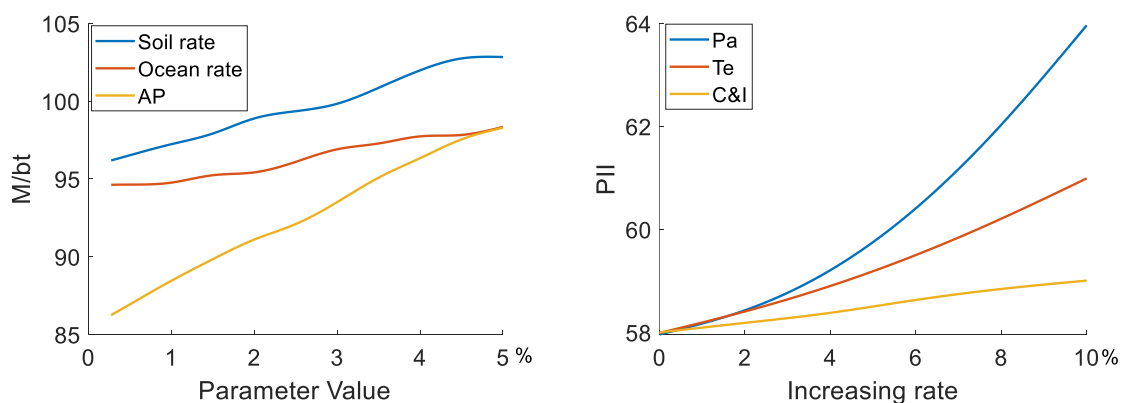 105
100
95
90
85
M/bt
Soil rate
Ocean rate
AP
0 1 2 3 4 5 %
Parameter Value
64
62
60
58
PII
Pa
Te
C&I
0 2 4 6 8 10 %
Increasing rate